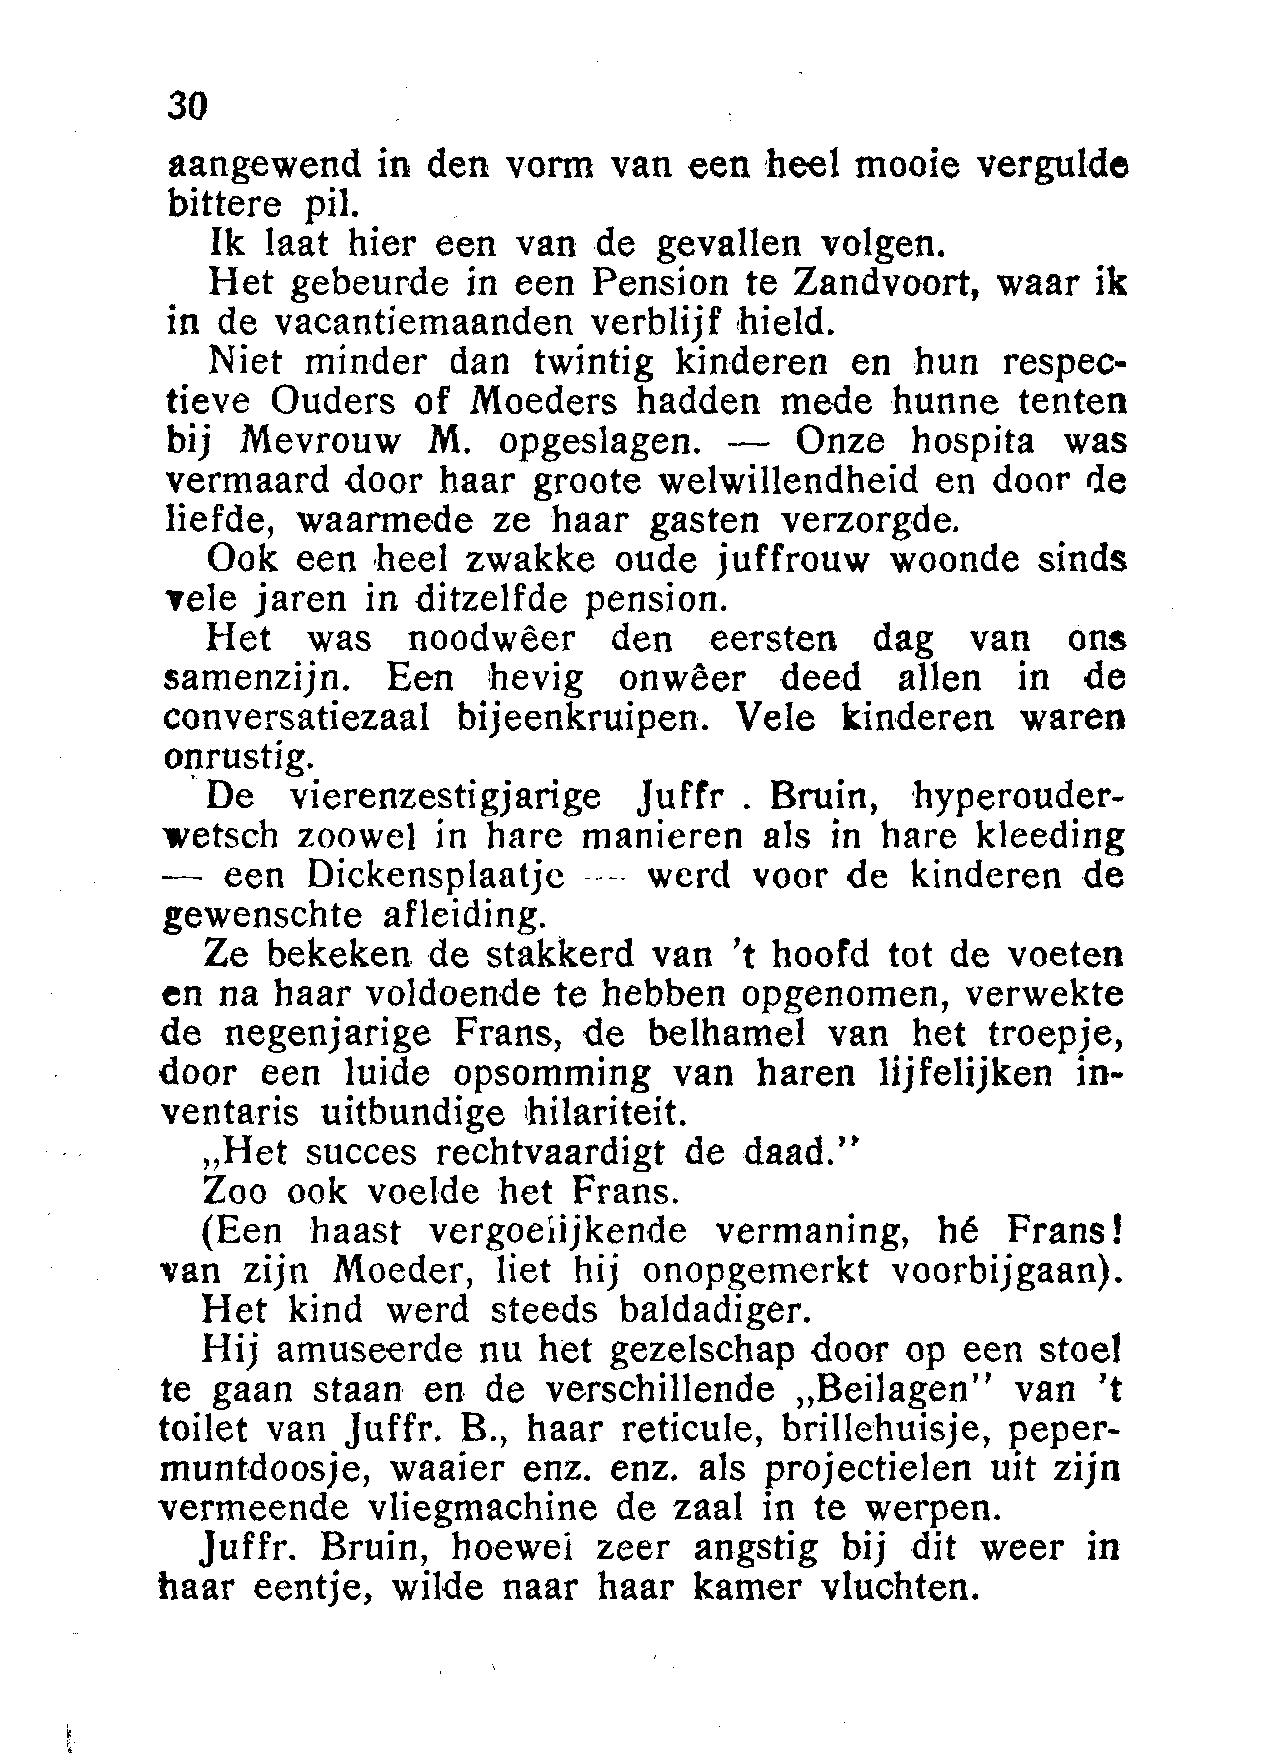 30
aangewend in den vorm van een heel mooie vergulde
bittere pil.
Ik laat hier een van de gevallen volgen.
Het gebeurde in een Pension te Zandvoort, waar ik
in de vacantiemaanden verblijf hield.
Niet minder dan twintig kinderen en hun respec-
tieve Ouders of Moeders hadden mede hunne tenten
bij Mevrouw M. opgeslagen. — Onze hospita was
vermaard door haar groote welwillendheid en door de
liefde, waarmede ze haar gasten verzorgde.
Ook een heel zwakke oude juffrouw woonde sinds
vele jaren in ditzelfde pension.
Het was noodwêer den eersten dag van ons
samenzijn. Een hevig onwêer deed allen in de
conversatiezaal bijeenkruipen. Vele kinderen waren
onrustig.
De vierenzestigjarige Juffr . Bruin, hyperouder-
wetsch zoowel in hare manieren als in hare kleeding
— een Dickensplaatje — werd voor de kinderen de
gewenschte afleiding.
Ze bekeken de stakkerd van 't hoofd tot de voeten
en na haar voldoende te hebben opgenomen, verwekte
de negenjarige Frans, de belhamel van het troepje,
door een luide opsomming van haren lijfelijken in-
ventaris uitbundige hilariteit.
„Het succes rechtvaardigt de daad."
Zoo ook voelde het Frans.
(Een haast vergoelijkende vermaning, hé Frans!
van zijn Moeder, liet hij onopgemerkt voorbijgaan).
Het kind werd steeds baldadiger.
Hij amuseerde nu het gezelschap door op een stoel
te gaan staan en de verschillende „Beilagen" van 't
toilet van Juffr. B., haar reticule, brillehuisje, peper-
muntdoosje, waaier enz. enz. als projectielen uit zijn
vermeende vliegmachine de zaal in te werpen.
Juffr. Bruin, hoewel zeer angstig bij dit weer in
haar eentje, wilde naar haar kamer vluchten.